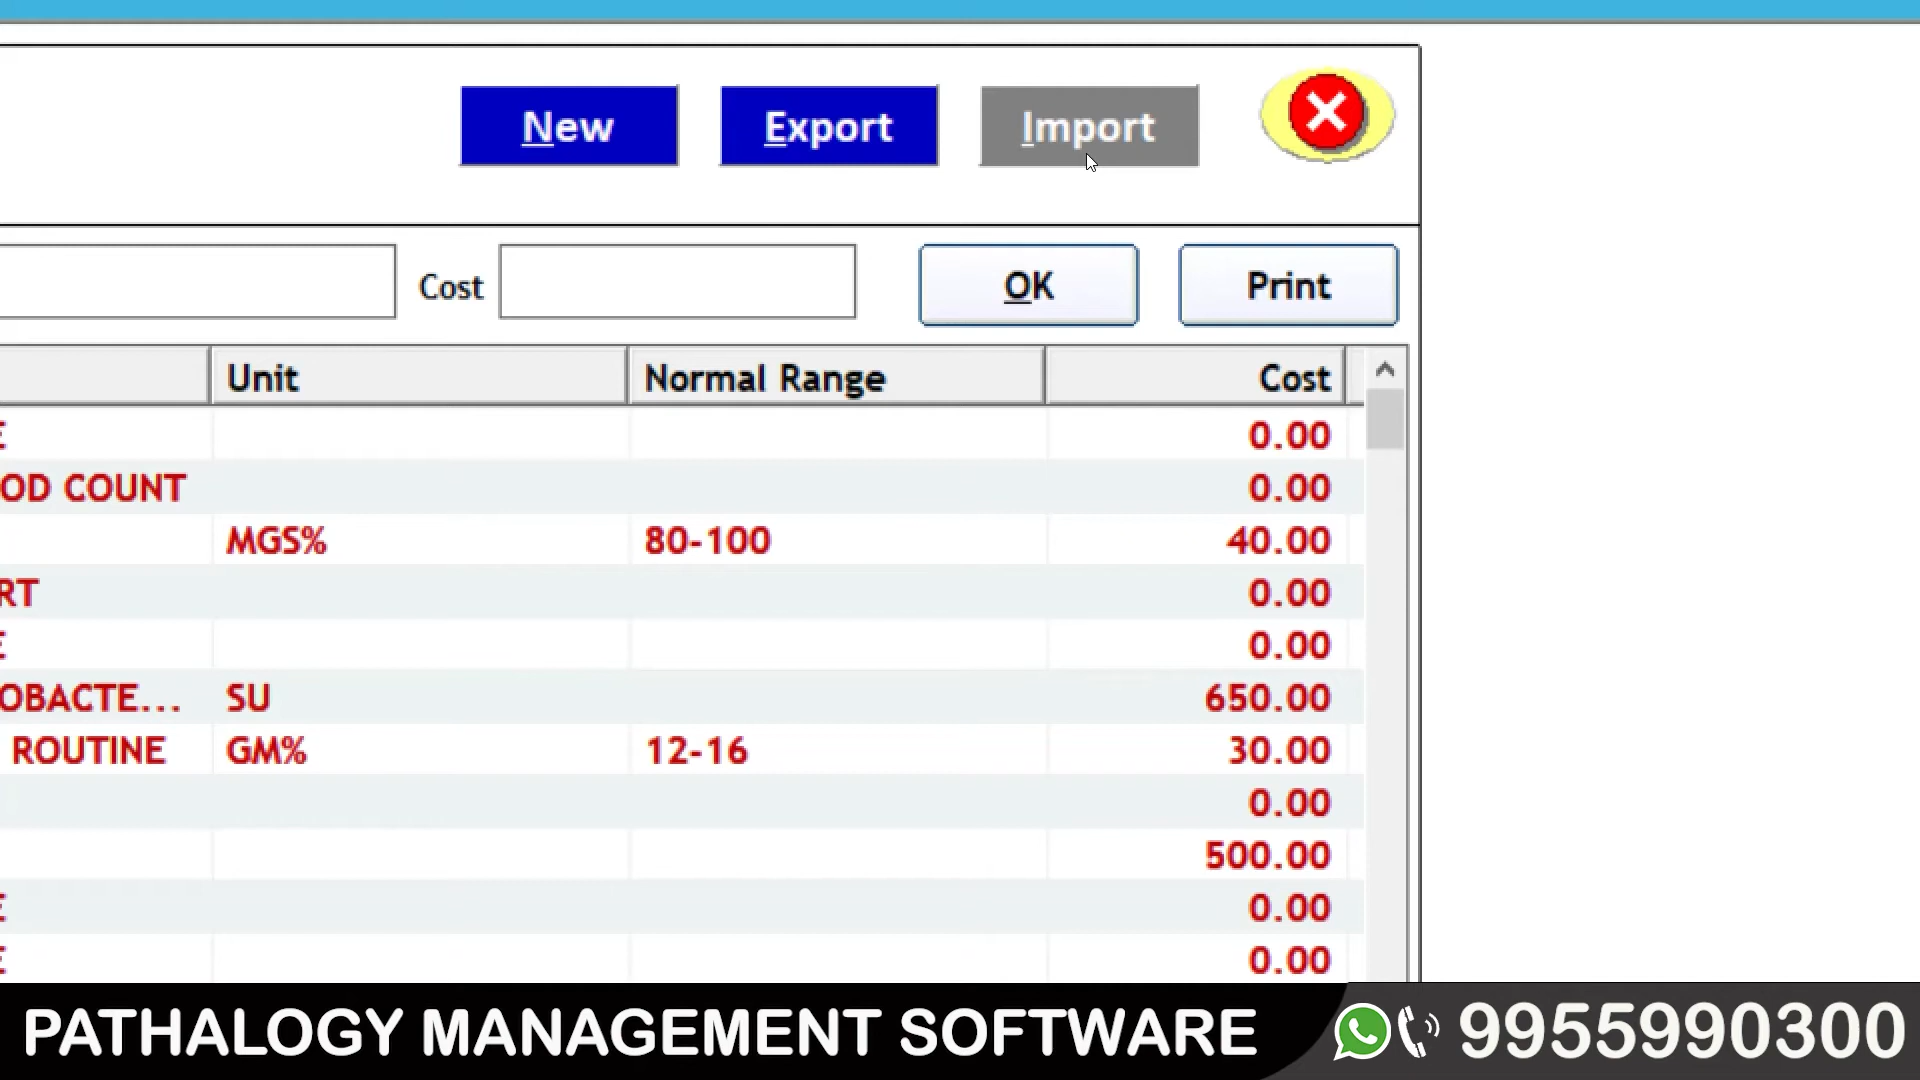 New Export Import
Cost OK Print
Unit Normal Range Cost
E 0.00
OD COUNT 0.00
MGS% 80-100 40.00
RT 0.00
E 0.00
OBACTE... SU 650.00
ROUTINE GM% 12-16 30.00
0.00
500.00
E 0.00
E 0.00
PATHALOGY MANAGEMENT SOFTWARE 9955990300